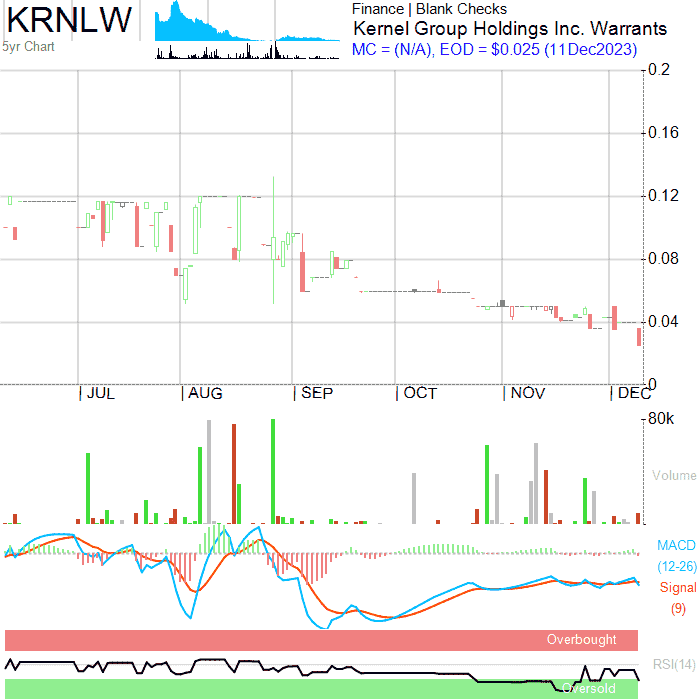 KRNLW
5yr Chart
Finance | Blank Checks
Kernel Group Holdings Inc. Warrants
MC = (N/A), EOD = $0.025 (11Dec2023)
0.2
0.16
0.12
0.08
0.04
0
JUL AUG SEP OCT NOV DEC
80k
Volume
MACD
(12-26)
Signal
(9)
Overbought
RSI(14)
Oversold